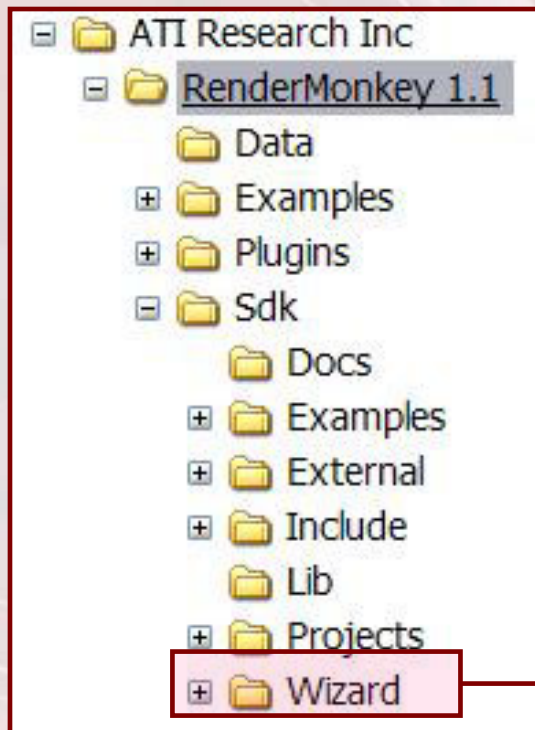 ATI Research Inc
RenderMonkey 1.1
Data
Examples
Plugins
Sdk
Docs
Examples
External
Include
Lib
Projects
Wizard